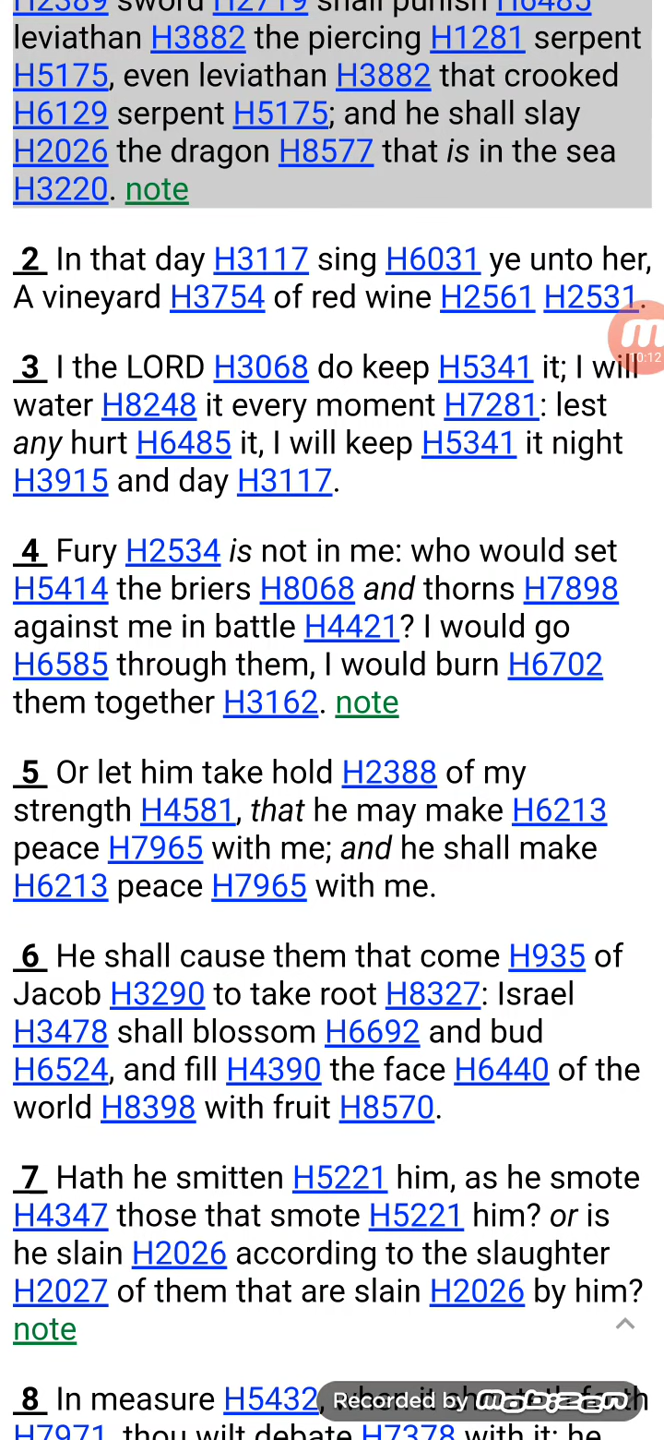 H2389 sword H2719 shall punish H6485
leviathan H3882 the piercing H1281 serpent
H5175, even leviathan H3882 that crooked
H6129 serpent H5175; and he shall slay
H2026 the dragon H8577 that is in the sea
H3220. note
2 In that day H3117 sing H6031 ye unto her,
A vineyard H3754 of red wine H2561 H2531.
3 I the LORD H3068 do keep H5341 it; I will
10:12
water H8248 it every moment H7281: lest
any hurt H6485 it, I will keep H5341 it night
H3915 and day H3117.
4 Fury H2534 is not in me: who would set
H5414 the briers H8068 and thorns H7898
against me in battle H4421? I would go
H6585 through them, I would burn H6702
them together H3162. note
5 Or let him take hold H2388 of my
strength H4581, that he may make H6213
peace H7965 with me; and he shall make
H6213 peace H7965 with me.
6 He shall cause them that come H935 of
Jacob H3290 to take root H8327: Israel
H3478 shall blossom H6692 and bud
H6524, and fill H4390 the face H6440 of the
world H8398 with fruit H8570.
7 Hath he smitten H5221 him, as he smote
H4347 those that smote H5221 him? or is
he slain H2026 according to the slaughter
H2027 of them that are slain H2026 by him?
note
8 In measure H5432,
Recorded by mobizen
H7971, thou wilt debate H7378 with it: he